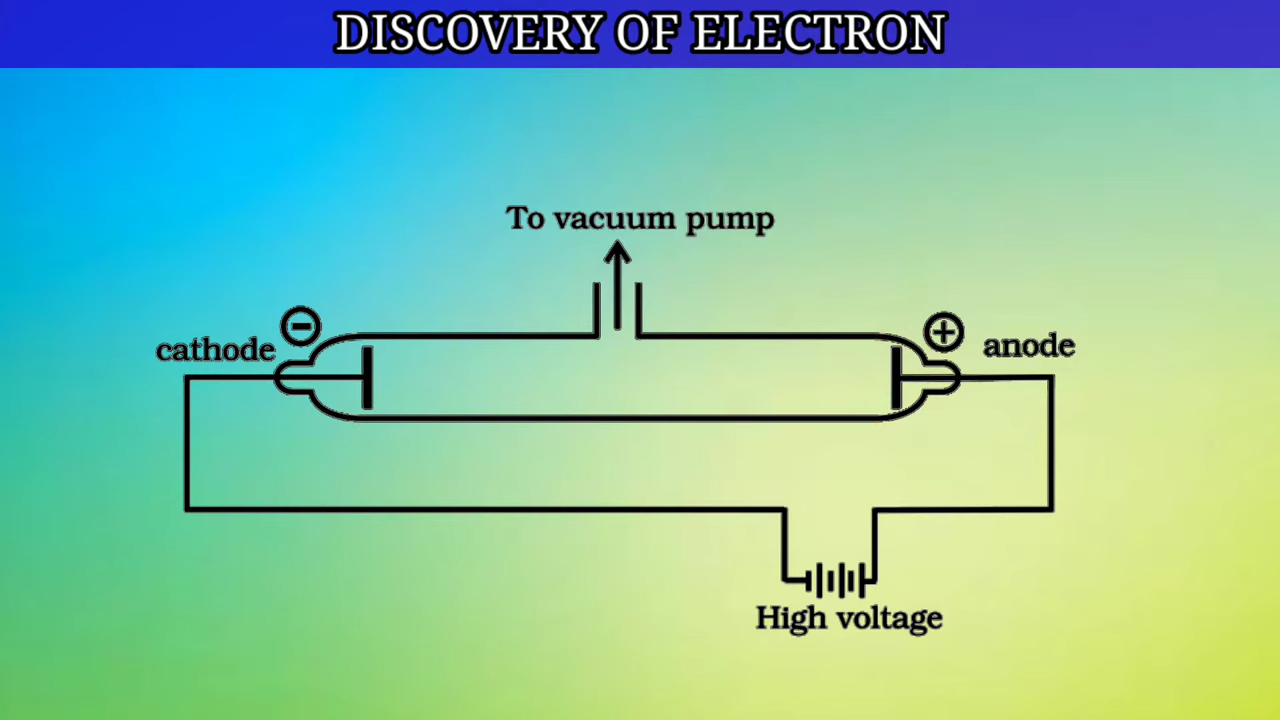 DISCOVERY OF ELECTRON
To vacuum pump
cathode
anode
High voltage